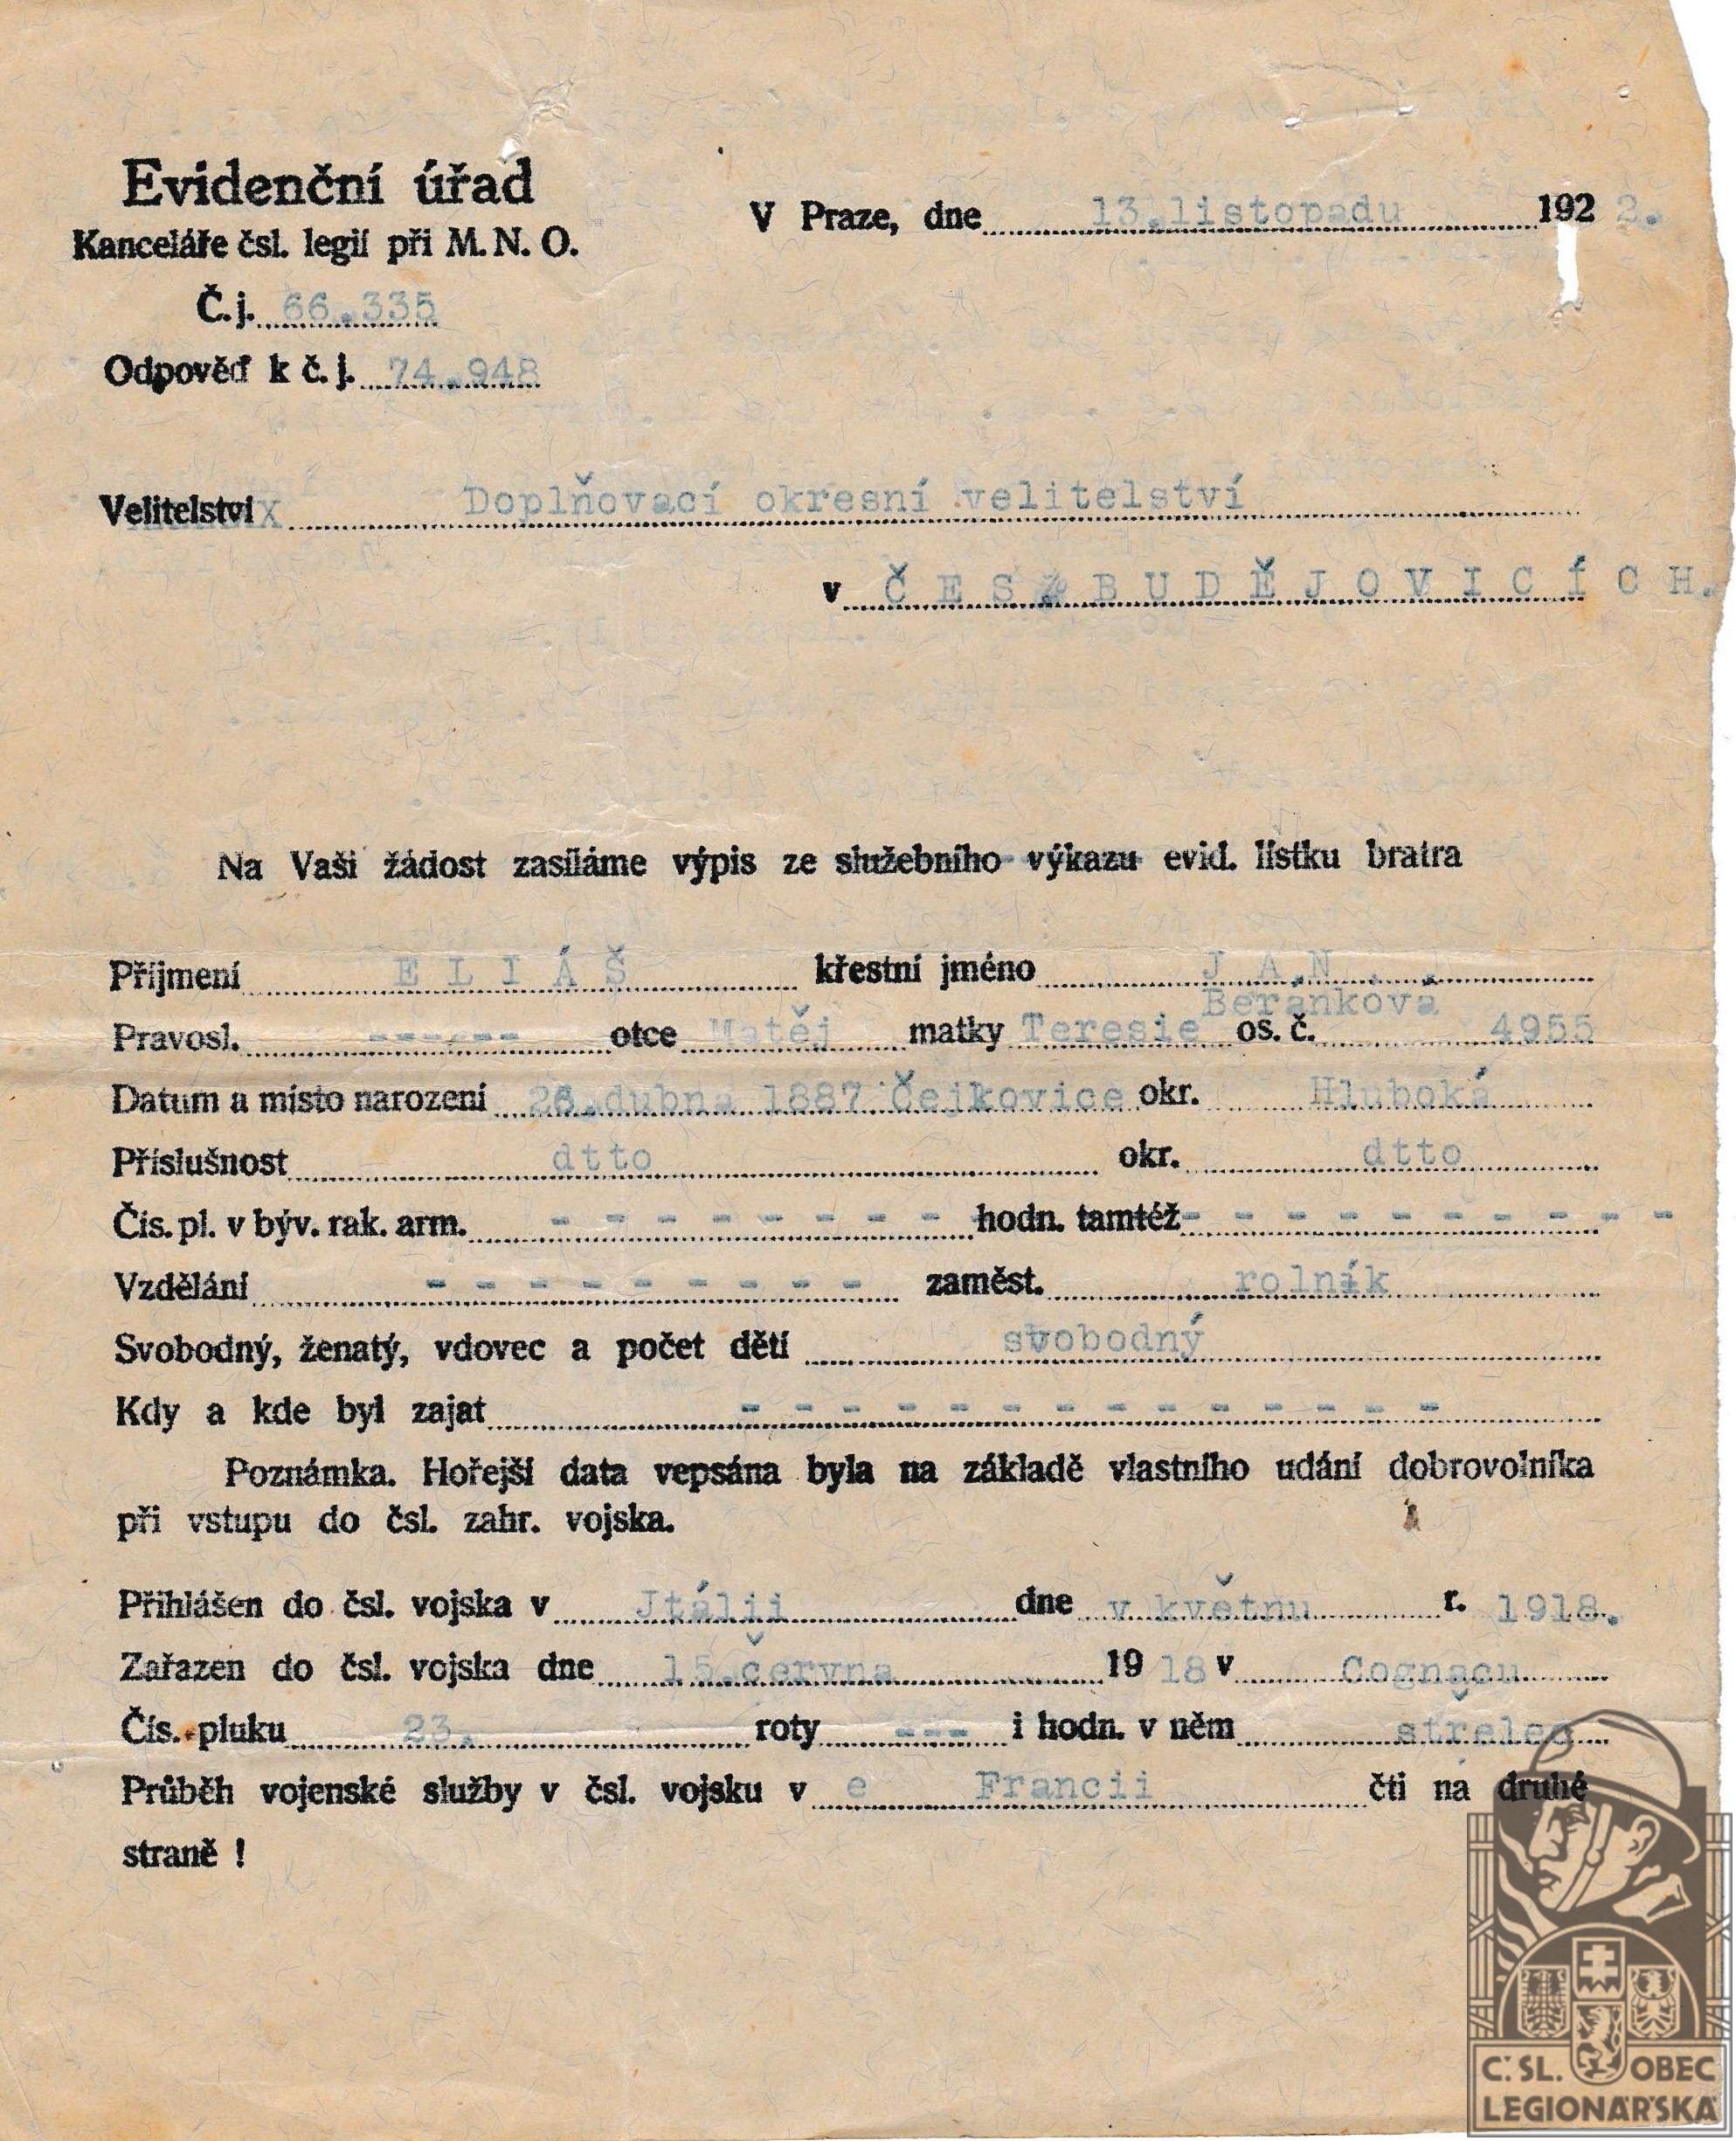 Evidenční úřad
Kanceláře čsl. legií při M. N. O.
V Praze, dne 13.listopadu 1922.
Č. j. 66.335
Odpověď k č. j. 74.948
Velitelství Doplňovací okresní velitelství
v ČES. BUDĚJOVICÍCH.
Na Vaši žádost zasíláme výpis ze služebního výkazu evid. lístku bratra
Příjmení ELIÁŠ křestní jméno JAN.
Beránkova
Pravosl. ------ otce Matěj matky Teresie os. č. 4955
Datum a místo narození 26.dubna 1887 Čejkovice okr. Hluboká
Příslušnost dtto okr. dtto
Čís. pl. v býv. rak. arm. - - - - - - - - hodn. tamtéž - - - - - - - - - -
Vzdělání - - - - - - - - - zaměst. rolník
Svobodný, ženatý, vdovec a počet dětí svobodný
Kdy a kde byl zajat - - - - - - - - - - - - - -
Poznámka. Hořejší data vepsána byla na základě vlastního udání dobrovolníka
při vstupu do čsl. zahr. vojska.
Přihlášen do čsl. vojska v Jtálii dne v květnu r. 1918.
Zařazen do čsl. vojska dne 15.června 1918 v Cognacu
Čís. pluku 23. roty --- i hodn. v něm střelec
Průběh vojenské služby v čsl. vojsku v e Francii čti na druhé
straně !
Č.SL. OBEC
LEGIONÁŘSKÁ